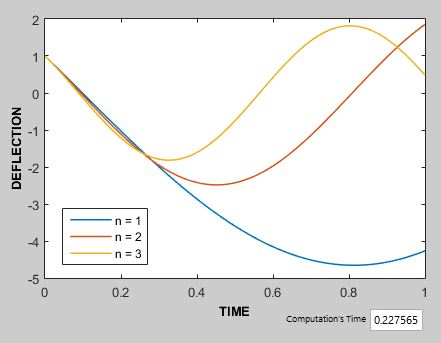 2
1
0
-1
-2
-3
-4
-5
DEFLECTION
n = 1
n = 2
n = 3
0 0.2 0.4 0.6 0.8 1
TIME
Computation's Time 0.227565